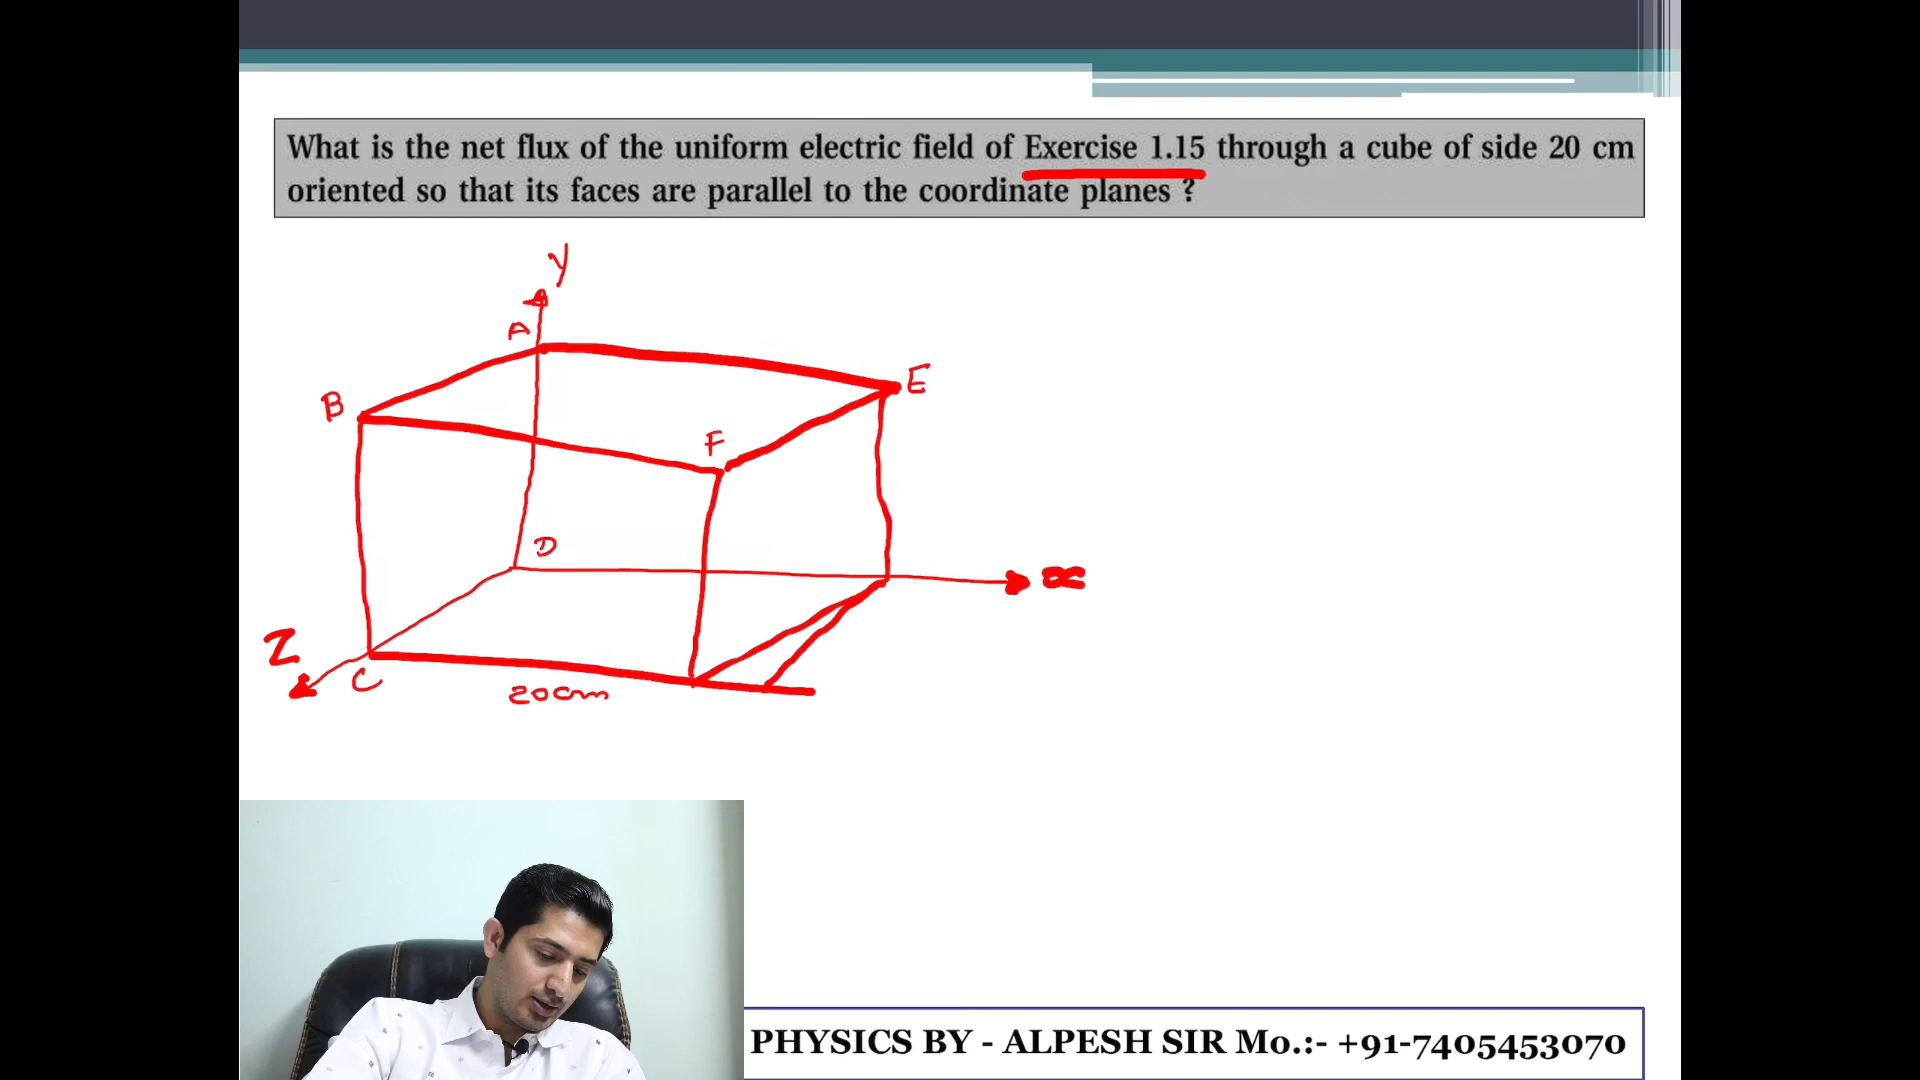 What is the net flux of the uniform electric field of Exercise 1.15 through a cube of side 20 cm
oriented so that its faces are parallel to the coordinate planes ?
y
A
E
B
F
D
x
Z
C
20cm
PHYSICS BY - ALPESH SIR Mo.:- +91-7405453070